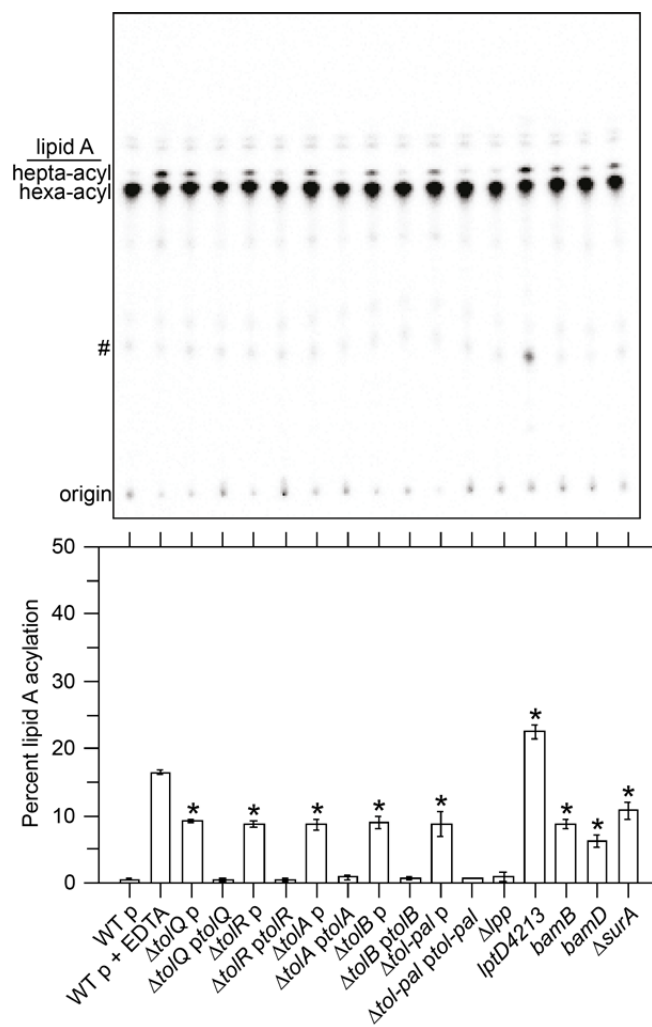 lipid A
hepta-acyl
hexa-acyl
#
origin
50
40
30
20
10
0
Percent lipid A acylation
* * * * * * * * *
WT p
WT p + EDTA
ΔtolQ p
ΔtolQ ptolQ
ΔtolR p
ΔtolR ptolR
ΔtolA p
ΔtolA ptolA
ΔtolB p
ΔtolB ptolB
Δtol-pal p
Δtol-pal ptol-pal
Δlpp
lptD4213
bamB
bamD
ΔsurA